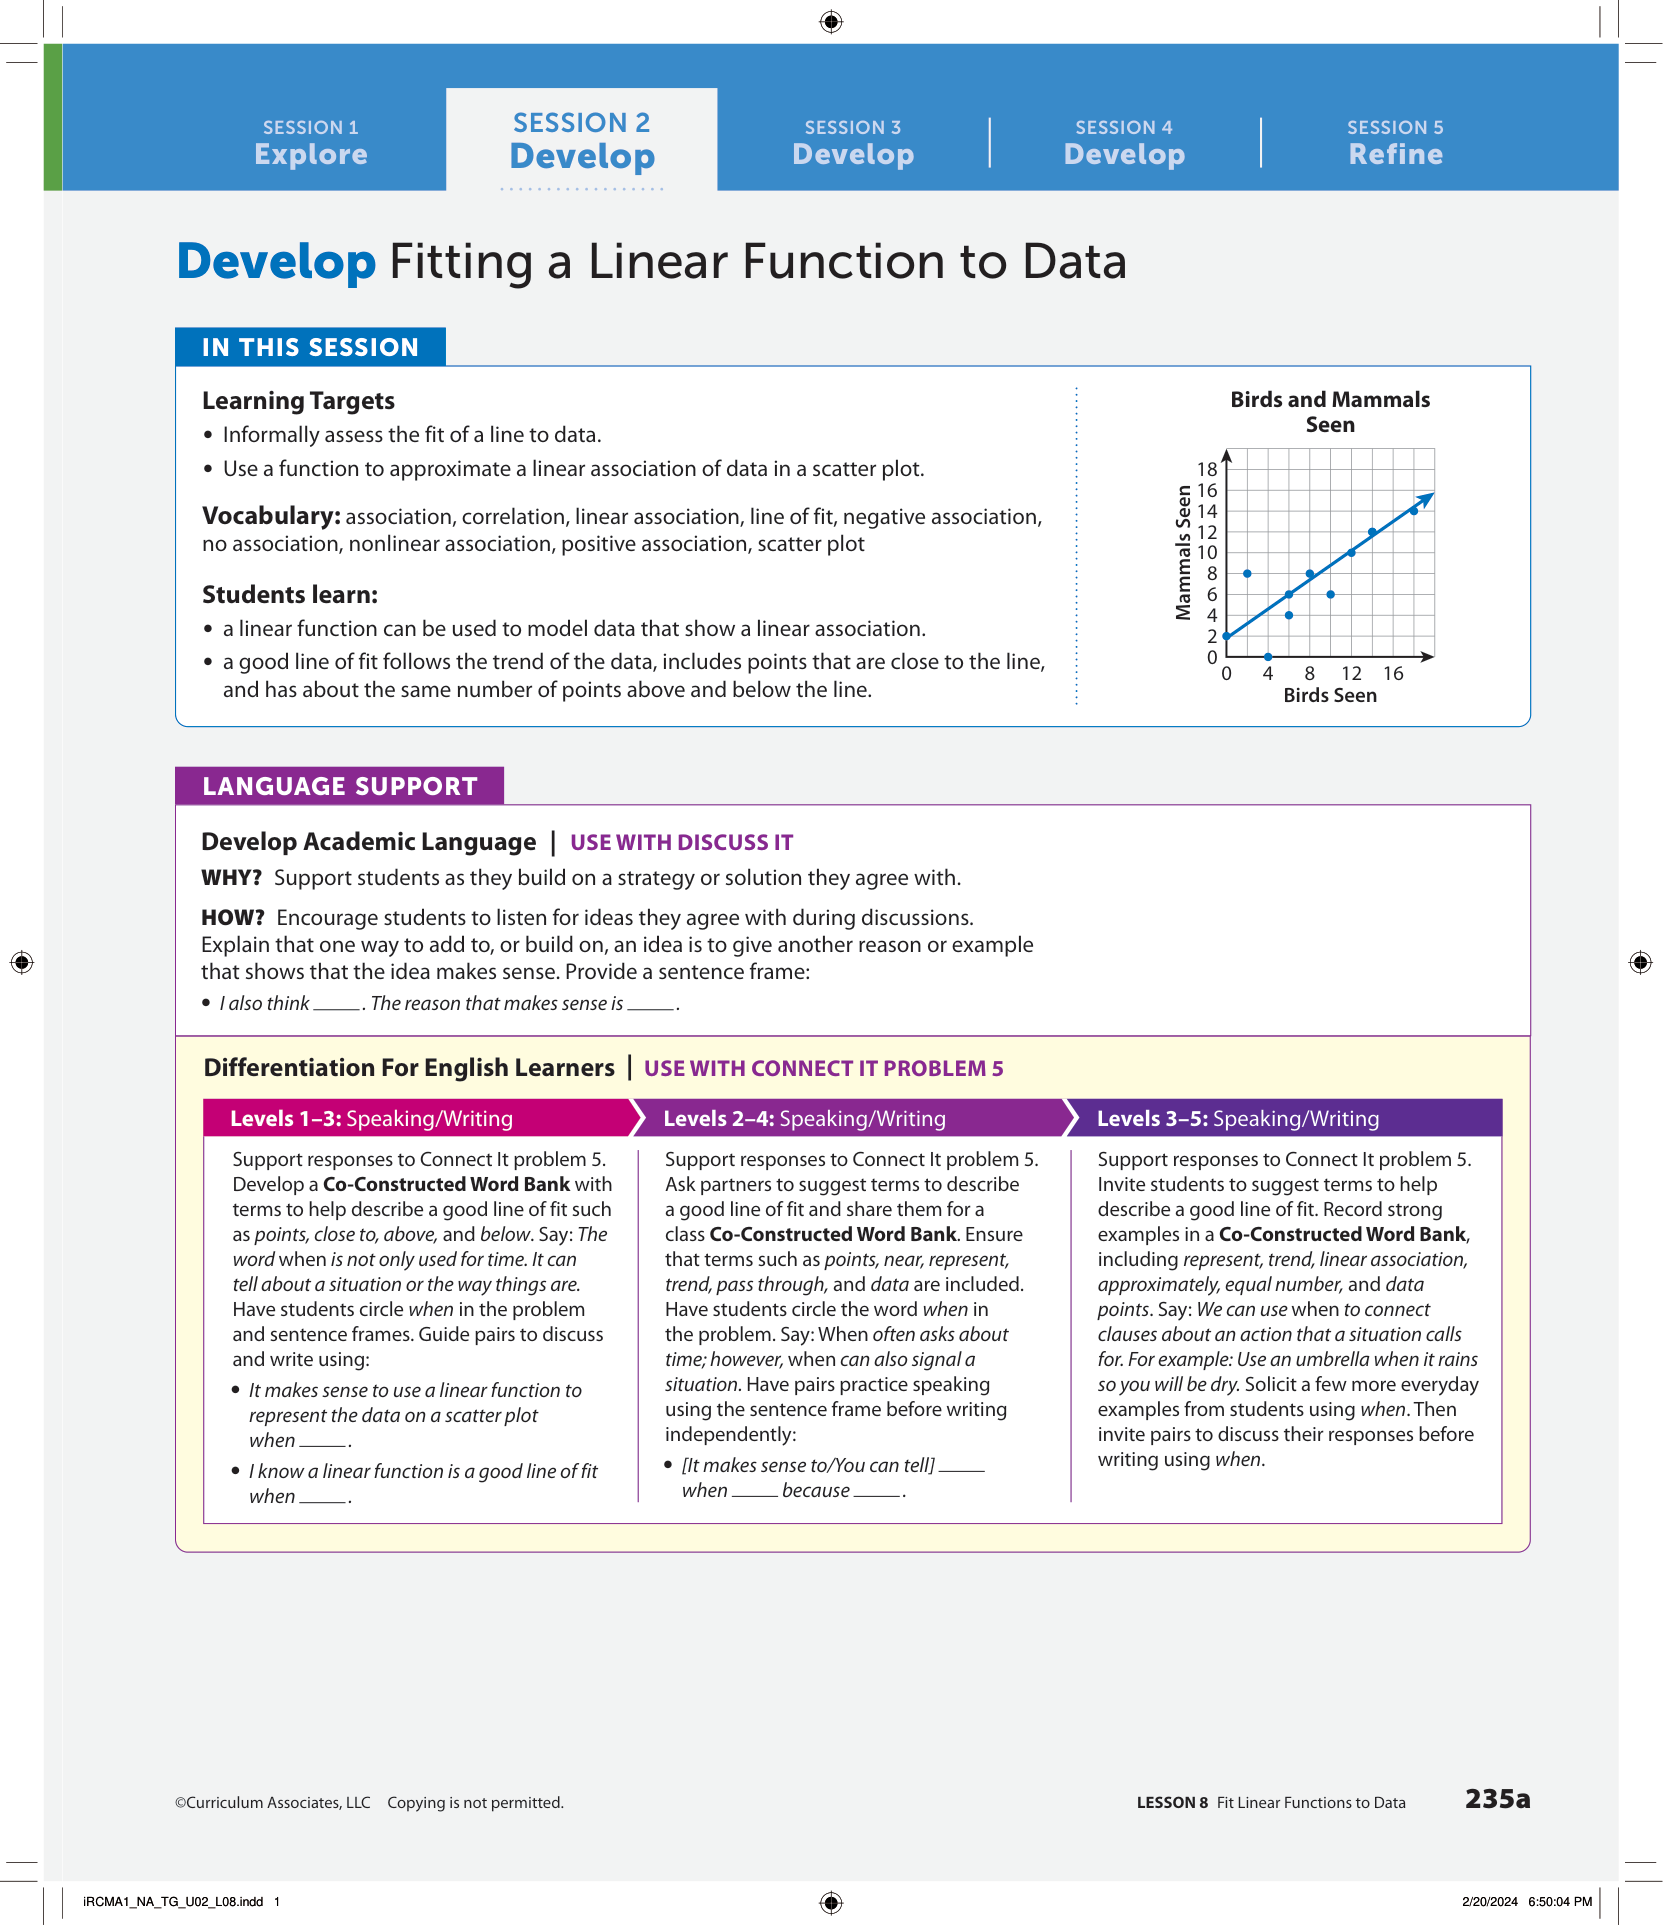 SESSION 1
Explore
SESSION 2
Develop
SESSION 3
Develop
SESSION 4
Develop
SESSION 5
Refine
Develop Fitting a Linear Function to Data
IN THIS SESSION
Learning Targets
• Informally assess the fit of a line to data.
• Use a function to approximate a linear association of data in a scatter plot.
Vocabulary: association, correlation, linear association, line of fit, negative association,
no association, nonlinear association, positive association, scatter plot
Students learn:
• a linear function can be used to model data that show a linear association.
• a good line of fit follows the trend of the data, includes points that are close to the line,
and has about the same number of points above and below the line.
Birds and Mammals
Seen
Mammals Seen
18
16
14
12
10
8
6
4
2
0
0 4 8 12 16
Birds Seen
LANGUAGE SUPPORT
Develop Academic Language | USE WITH DISCUSS IT
WHY? Support students as they build on a strategy or solution they agree with.
HOW? Encourage students to listen for ideas they agree with during discussions.
Explain that one way to add to, or build on, an idea is to give another reason or example
that shows that the idea makes sense. Provide a sentence frame:
• I also think _____. The reason that makes sense is _____.
Differentiation For English Learners | USE WITH CONNECT IT PROBLEM 5
Levels 1–3: Speaking/Writing
Support responses to Connect It problem 5.
Develop a Co-Constructed Word Bank with
terms to help describe a good line of fit such
as points, close to, above, and below. Say: The
word when is not only used for time. It can
tell about a situation or the way things are.
Have students circle when in the problem
and sentence frames. Guide pairs to discuss
and write using:
• It makes sense to use a linear function to
represent the data on a scatter plot
when _____.
• I know a linear function is a good line of fit
when _____.
Levels 2–4: Speaking/Writing
Support responses to Connect It problem 5.
Ask partners to suggest terms to describe
a good line of fit and share them for a
class Co-Constructed Word Bank. Ensure
that terms such as points, near, represent,
trend, pass through, and data are included.
Have students circle the word when in
the problem. Say: When often asks about
time; however, when can also signal a
situation. Have pairs practice speaking
using the sentence frame before writing
independently:
• [It makes sense to/You can tell] _____
when _____ because _____.
Levels 3–5: Speaking/Writing
Support responses to Connect It problem 5.
Invite students to suggest terms to help
describe a good line of fit. Record strong
examples in a Co-Constructed Word Bank,
including represent, trend, linear association,
approximately, equal number, and data
points. Say: We can use when to connect
clauses about an action that a situation calls
for. For example: Use an umbrella when it rains
so you will be dry. Solicit a few more everyday
examples from students using when. Then
invite pairs to discuss their responses before
writing using when.
©Curriculum Associates, LLC Copying is not permitted.
LESSON 8 Fit Linear Functions to Data 235a
iRCMA1_NA_TG_U02_L08.indd 1
2/20/2024 6:50:04 PM